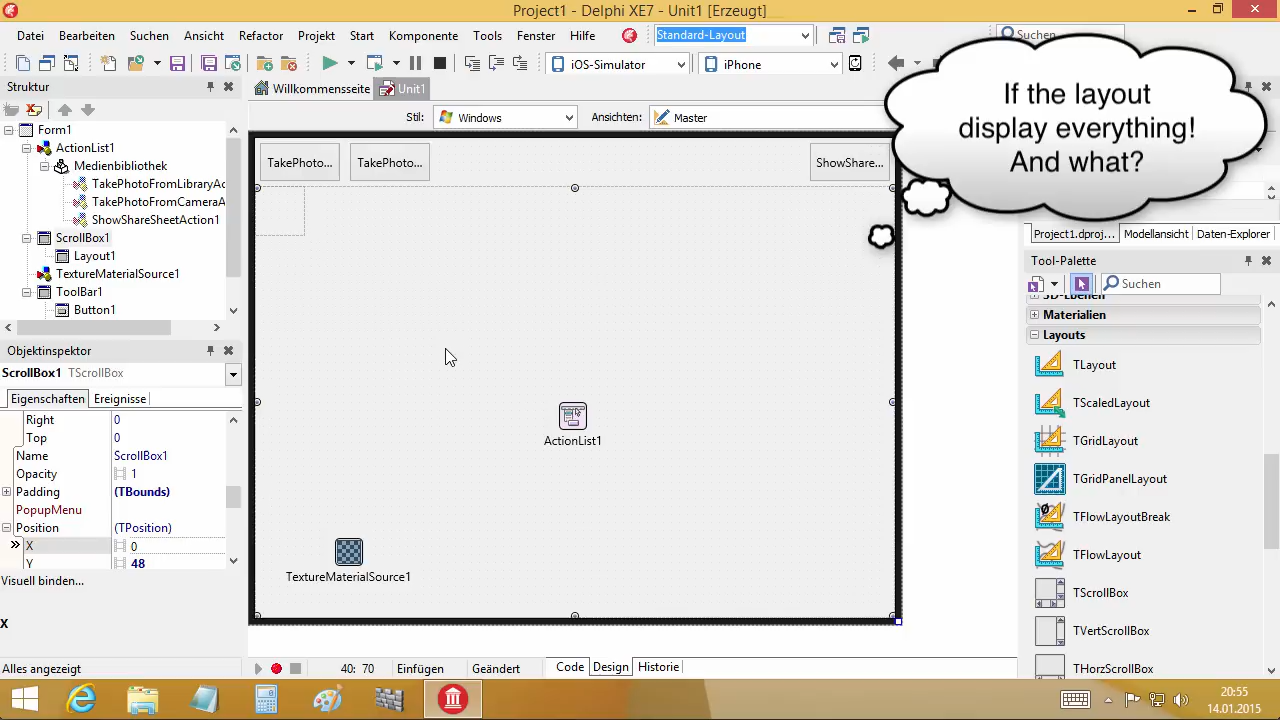 Project1 - Delphi XE7 - Unit1 [Erzeugt]
Datei Bearbeiten Suchen Ansicht Refactor Projekt Start Komponente Tools Fenster Hilfe Standard-Layout Suchen
iOS-Simulator iPhone
Struktur
Willkommensseite Unit1
Stil: Windows Ansichten: Master
Form1
ActionList1
Medienbibliothek
TakePhotoFromLibraryAc
TakePhotoFromCameraA
ShowShareSheetAction1
ScrollBox1
Layout1
TextureMaterialSource1
ToolBar1
Button1
Objektinspektor
ScrollBox1 TScrollBox
Eigenschaften Ereignisse
Right 0
Top 0
Name ScrollBox1
Opacity 1
Padding (TBounds)
PopupMenu
Position (TPosition)
X 0
Y 48
Visuell binden...
X
Alles angezeigt
TakePhoto... TakePhoto... ShowShare...
ActionList1
TextureMaterialSource1
40: 70 Einfügen Geändert Code Design Historie
If the layout
display everything!
And what?
Project1.dproj... Modellansicht Daten-Explorer
Tool-Palette
Suchen
3D-Ebenen
Materialien
Layouts
TLayout
TScaledLayout
TGridLayout
TGridPanelLayout
TFlowLayoutBreak
TFlowLayout
TScrollBox
TVertScrollBox
THorzScrollBox
20:55
14.01.2015